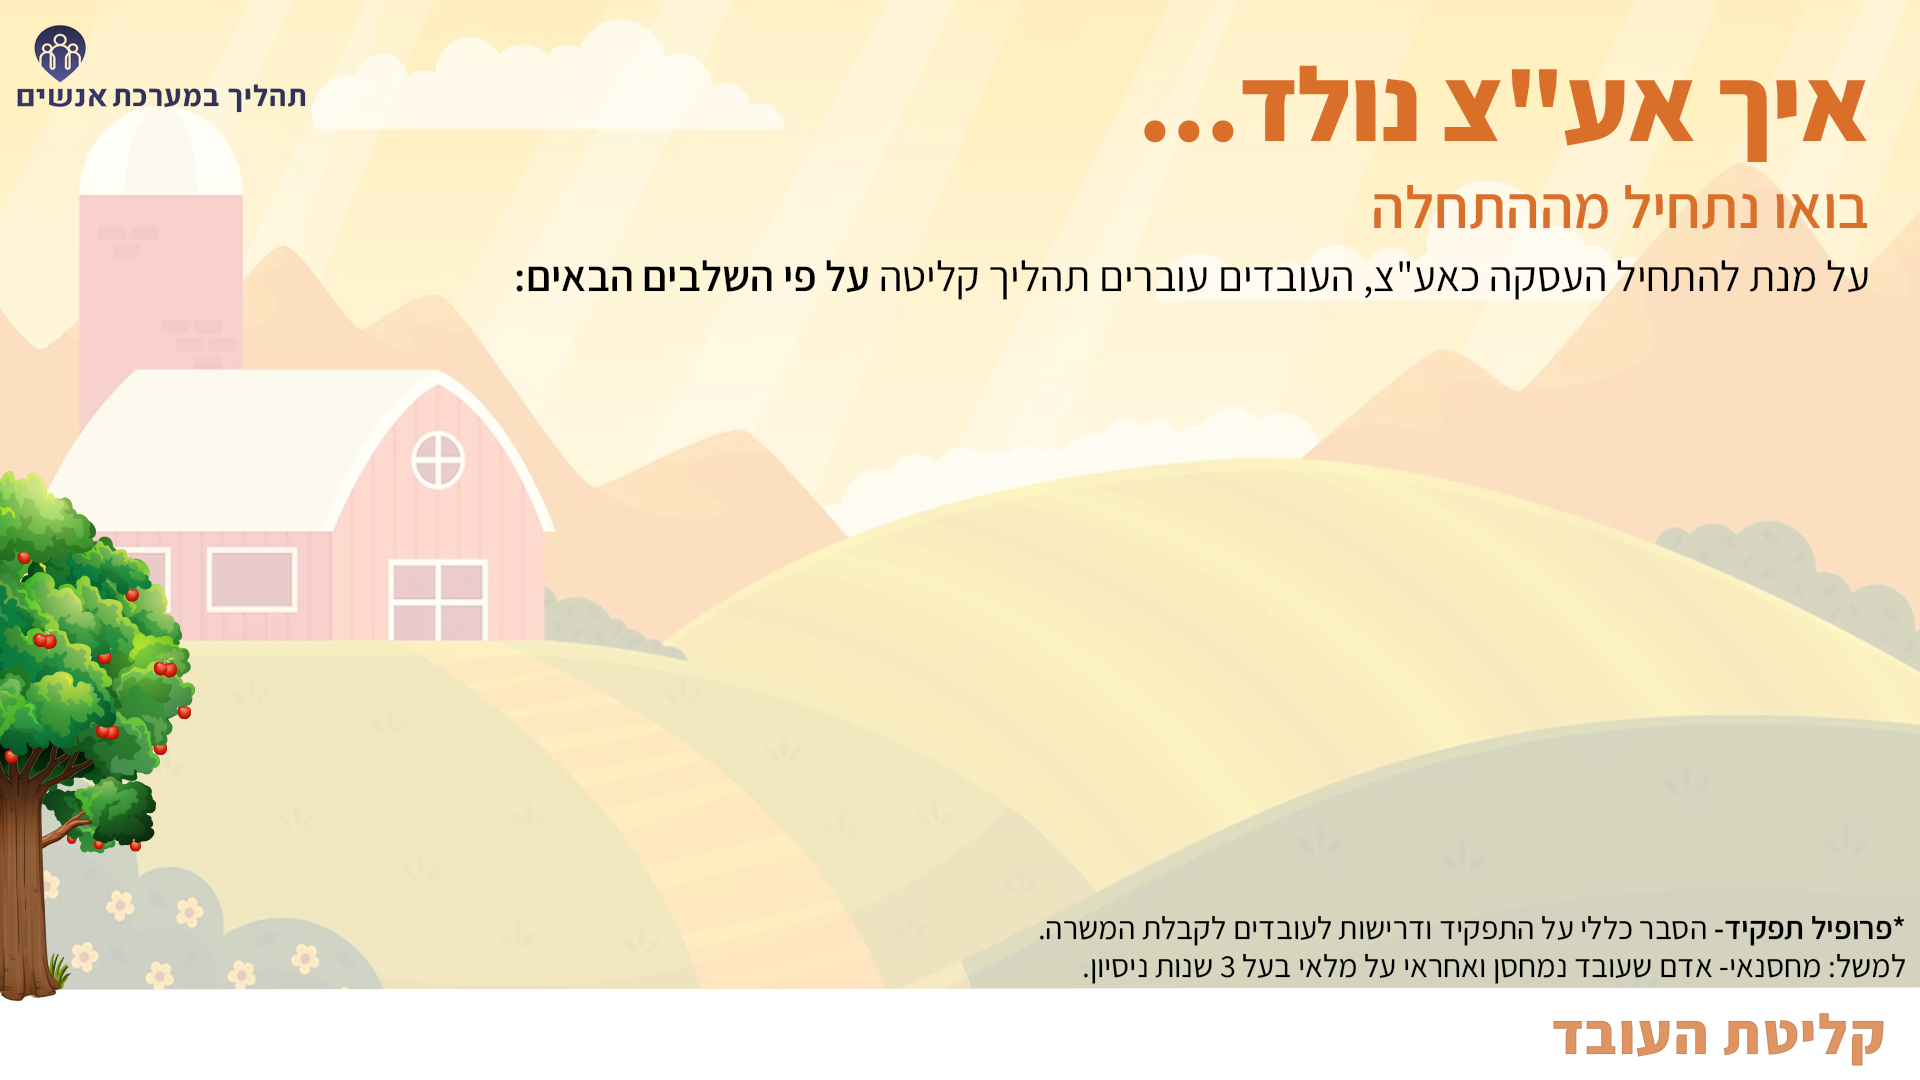 תהליך במערכת אנשים
איך אע"צ נולד...
בואו נתחיל מההתחלה
על מנת להתחיל העסקה כאע"צ, העובדים עוברים תהליך קליטה על פי השלבים הבאים:
*פרופיל תפקיד- הסבר כללי על התפקיד ודרישות לעובדים לקבלת המשרה.
למשל: מחסנאי- אדם שעובד נמחסן ואחראי על מלאי בעל 3 שנות ניסיון.
קליטת העובד